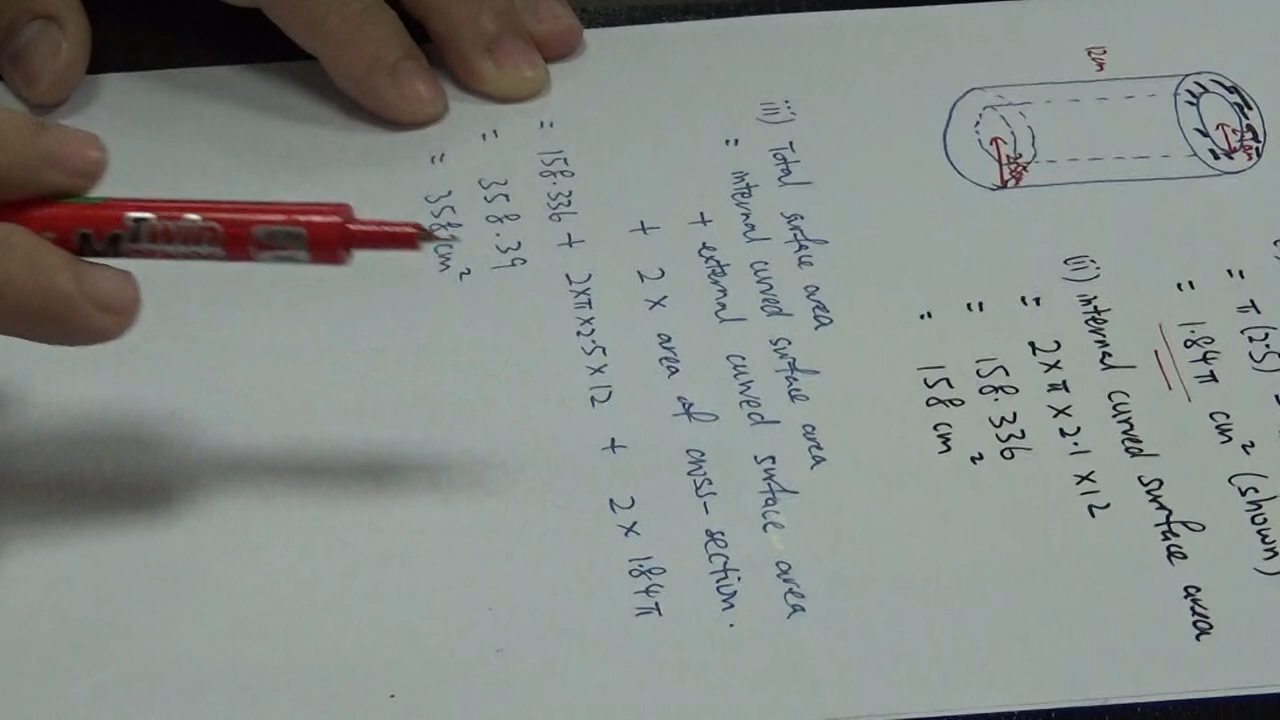 12cm
= π (2.5)
= 1.84π cm² (shown)
(ii) internal curved surface area
= 2 × π × 2.1 × 12
= 158.336
= 158 cm²
iii) Total surface area
= internal curved surface area
+ external curved surface area
+ 2 × area of cross-section.
= 158.336 + 2×π×2.5×12 + 2 × 1.84π
= 358.39
= 358 cm²
Twin